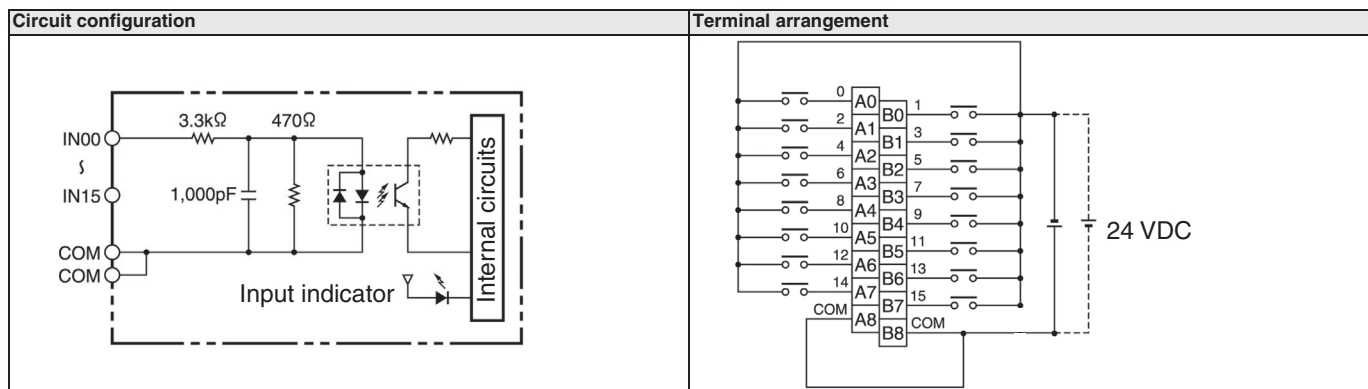 Circuit configuration
Terminal arrangement
3.3kΩ 470Ω
IN00
IN15
1,000pF
COM
COM
Input indicator
Internal circuits
0 A0
B0 1
2 A1
B1 3
4 A2
B2 5
6 A3
B3 7
8 A4
B4 9
10 A5
B5 11
12 A6
B6 13
14 A7
B7 15
COM A8
B8 COM
24 VDC